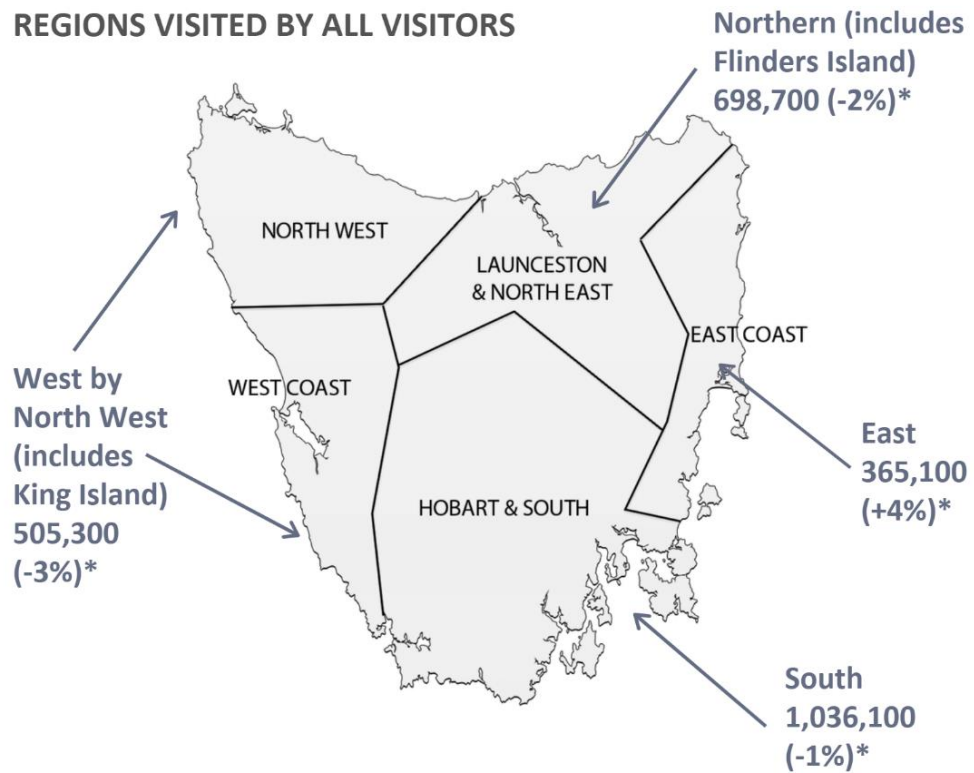 REGIONS VISITED BY ALL VISITORS
Northern (includes
Flinders Island)
698,700 (-2%)*
NORTH WEST
LAUNCESTON
& NORTH EAST
EAST COAST
West by
North West
(includes
King Island)
505,300
(-3%)*
WEST COAST
East
365,100
(+4%)*
HOBART & SOUTH
South
1,036,100
(-1%)*